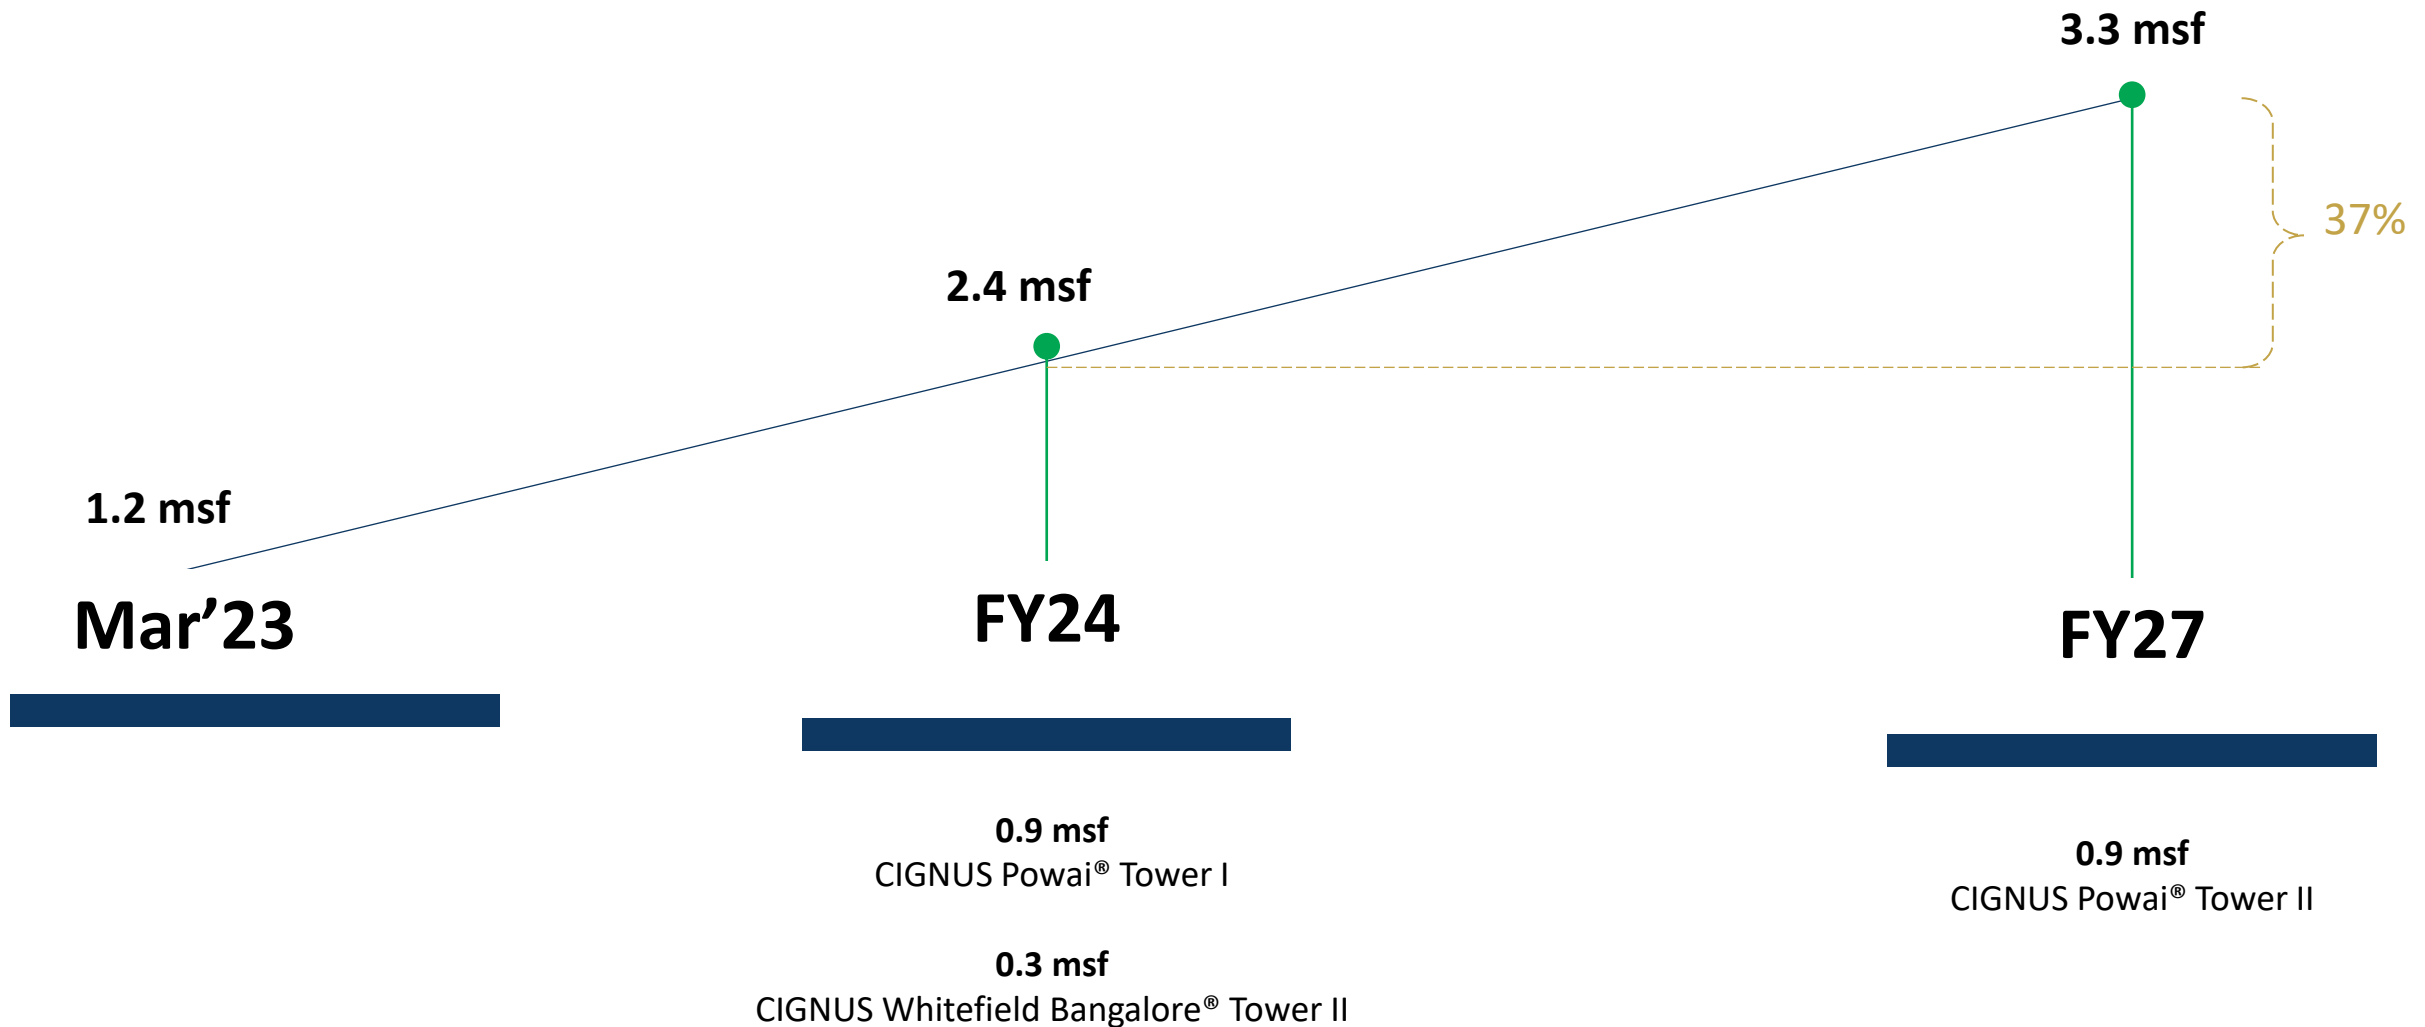 3.3 msf
37%
2.4 msf
1.2 msf
Mar’23
FY24
FY27
0.9 msf
CIGNUS Powai® Tower I
0.3 msf
CIGNUS Whitefield Bangalore® Tower II
0.9 msf
CIGNUS Powai® Tower II